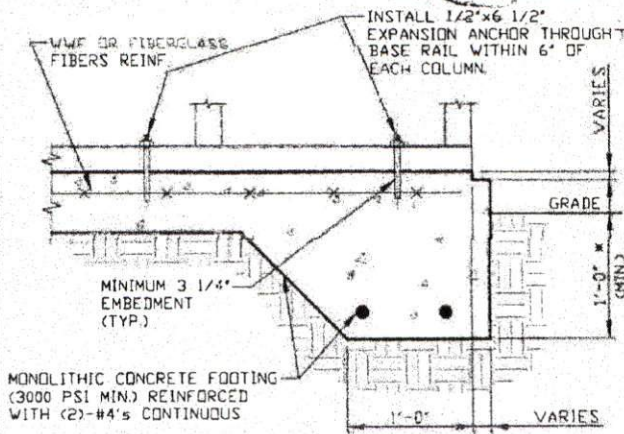 INSTALL 1/2"x6 1/2"
EXPANSION ANCHOR THROUGH
BASE RAIL WITHIN 6" OF
EACH COLUMN.
WWF OR FIBERGLASS
FIBERS REINF.
VARIES
GRADE
1'-0" *
(MIN.)
MINIMUM 3 1/4"
EMBEDMENT
(TYP.)
MONOLITHIC CONCRETE FOOTING
(3000 PSI MIN.) REINFORCED
WITH (2)-#4's CONTINUOUS
1'-0"
VARIES